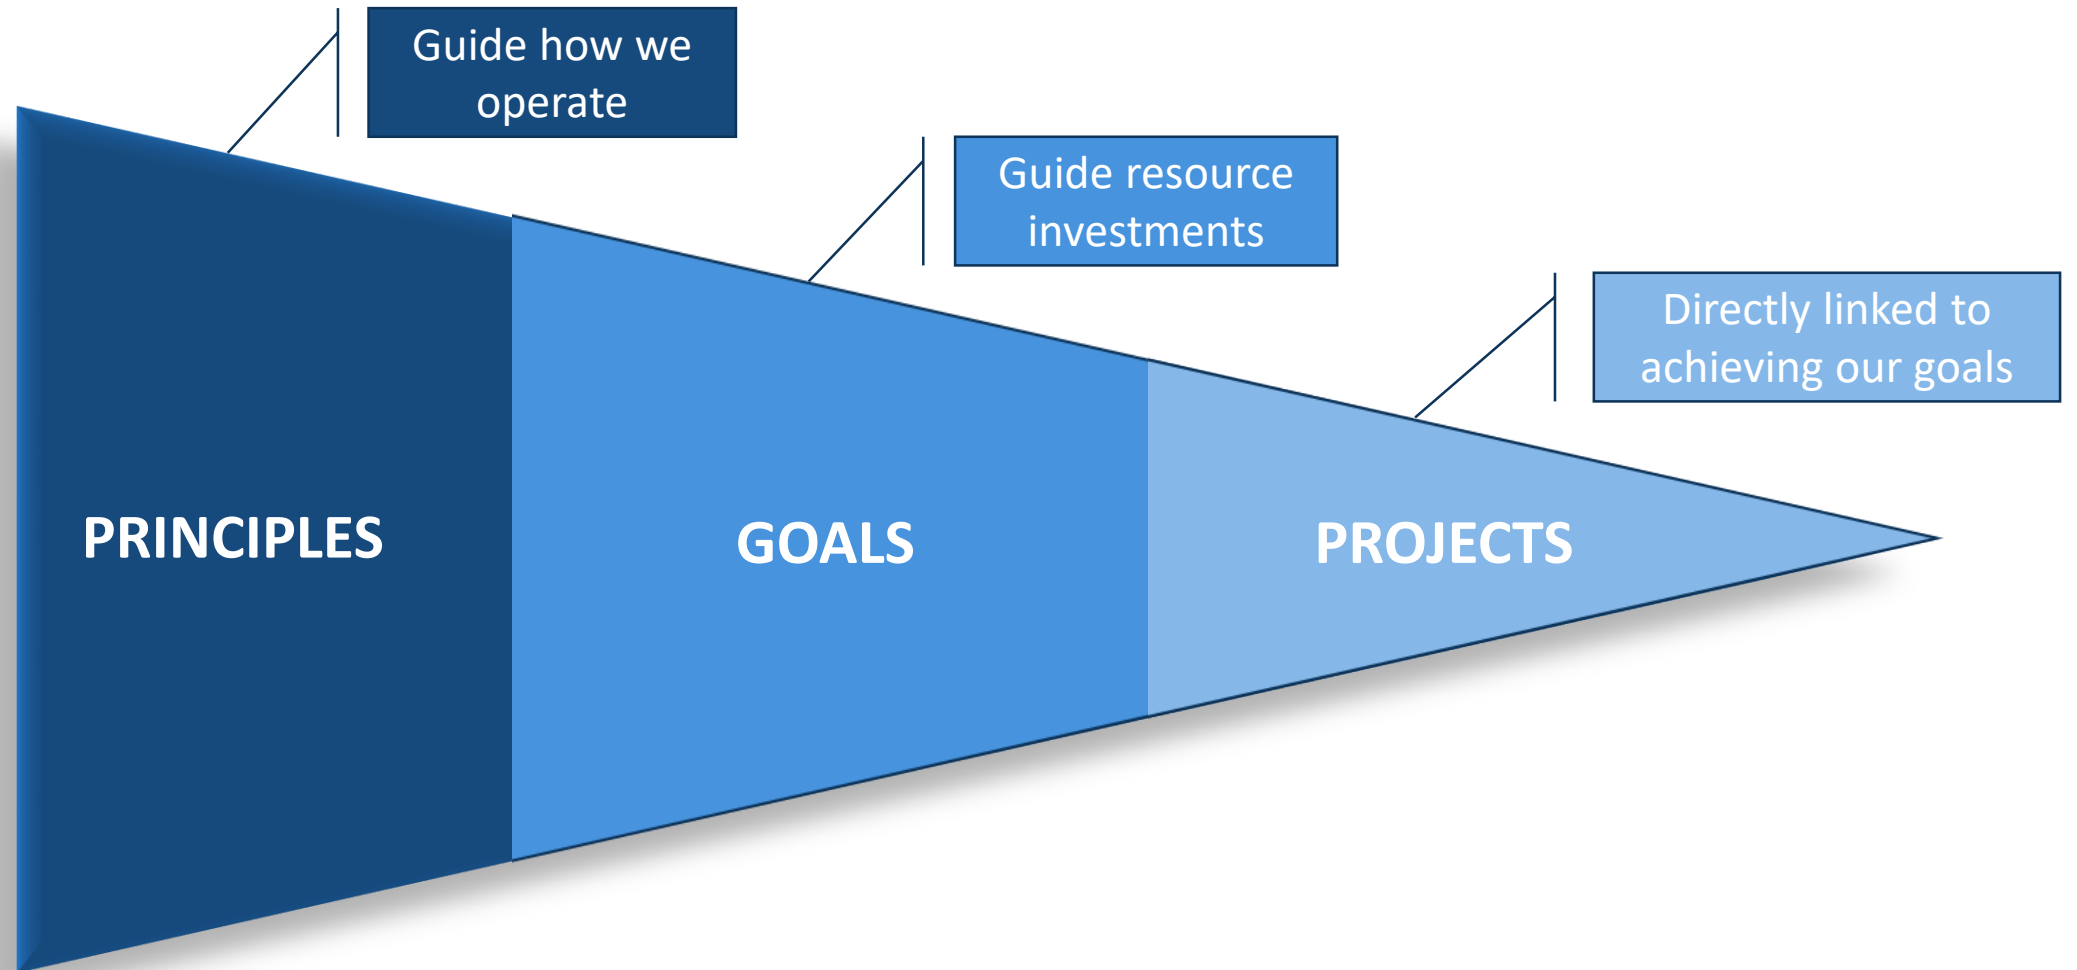 Guide how we
operate
Guide resource
investments
Directly linked to
achieving our goals
PRINCIPLES
GOALS
PROJECTS